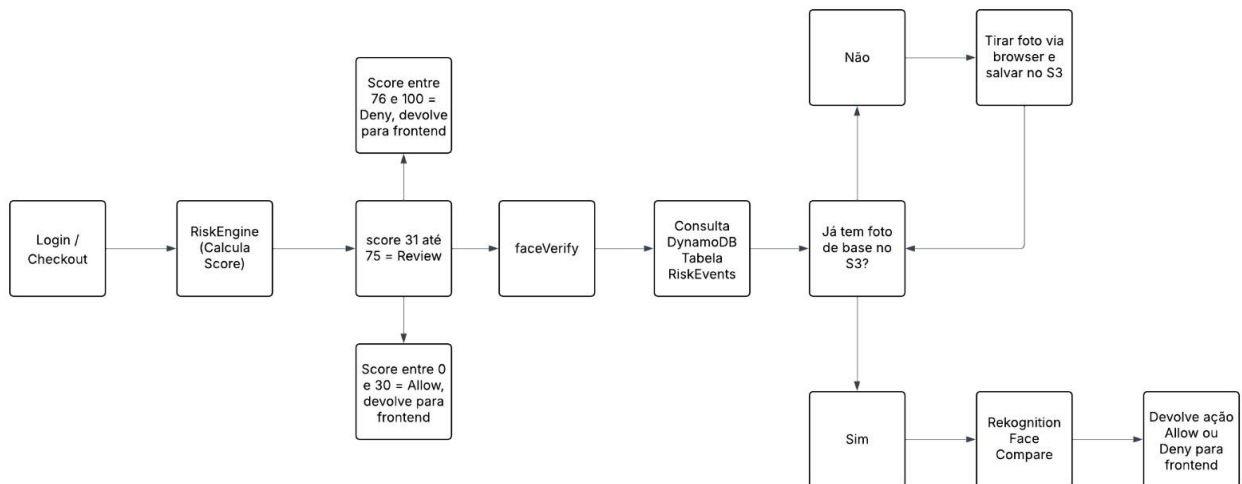 Não
Tirar foto via
browser e
salvar no S3
Score entre
76 e 100 =
Deny, devolve
para frontend
Login /
Checkout
RiskEngine
(Calcula
Score)
score 31 até
75 = Review
faceVerify
Consulta
DynamoDB
Tabela
RiskEvents
Já tem foto
de base no
S3?
Score entre 0
e 30 = Allow,
devolve para
frontend
Sim
Rekognition
Face
Compare
Devolve ação
Allow ou
Deny para
frontend